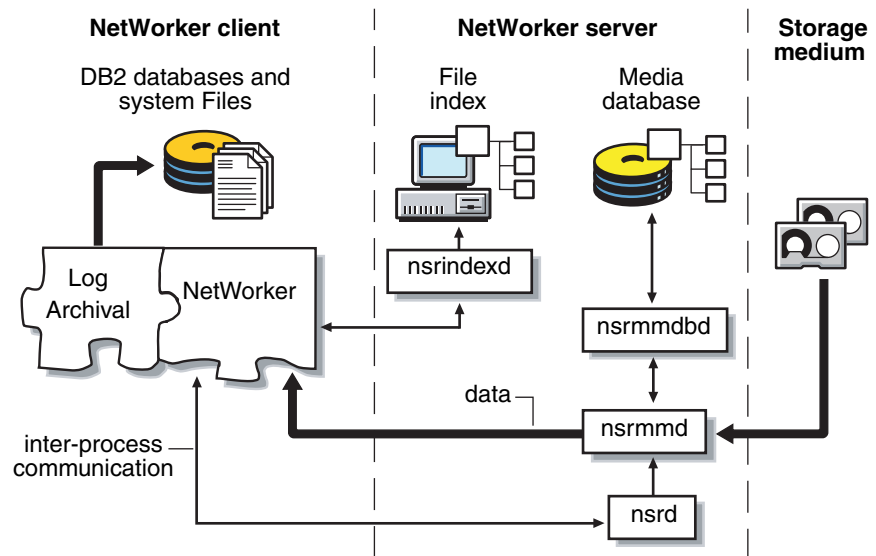 NetWorker client
NetWorker server
Storage
medium
DB2 databases and
system Files
File
index
Media
database
Log
Archival
NetWorker
nsrindexd
nsrmmdbd
data
nsrmmd
inter-process
communication
nsrd